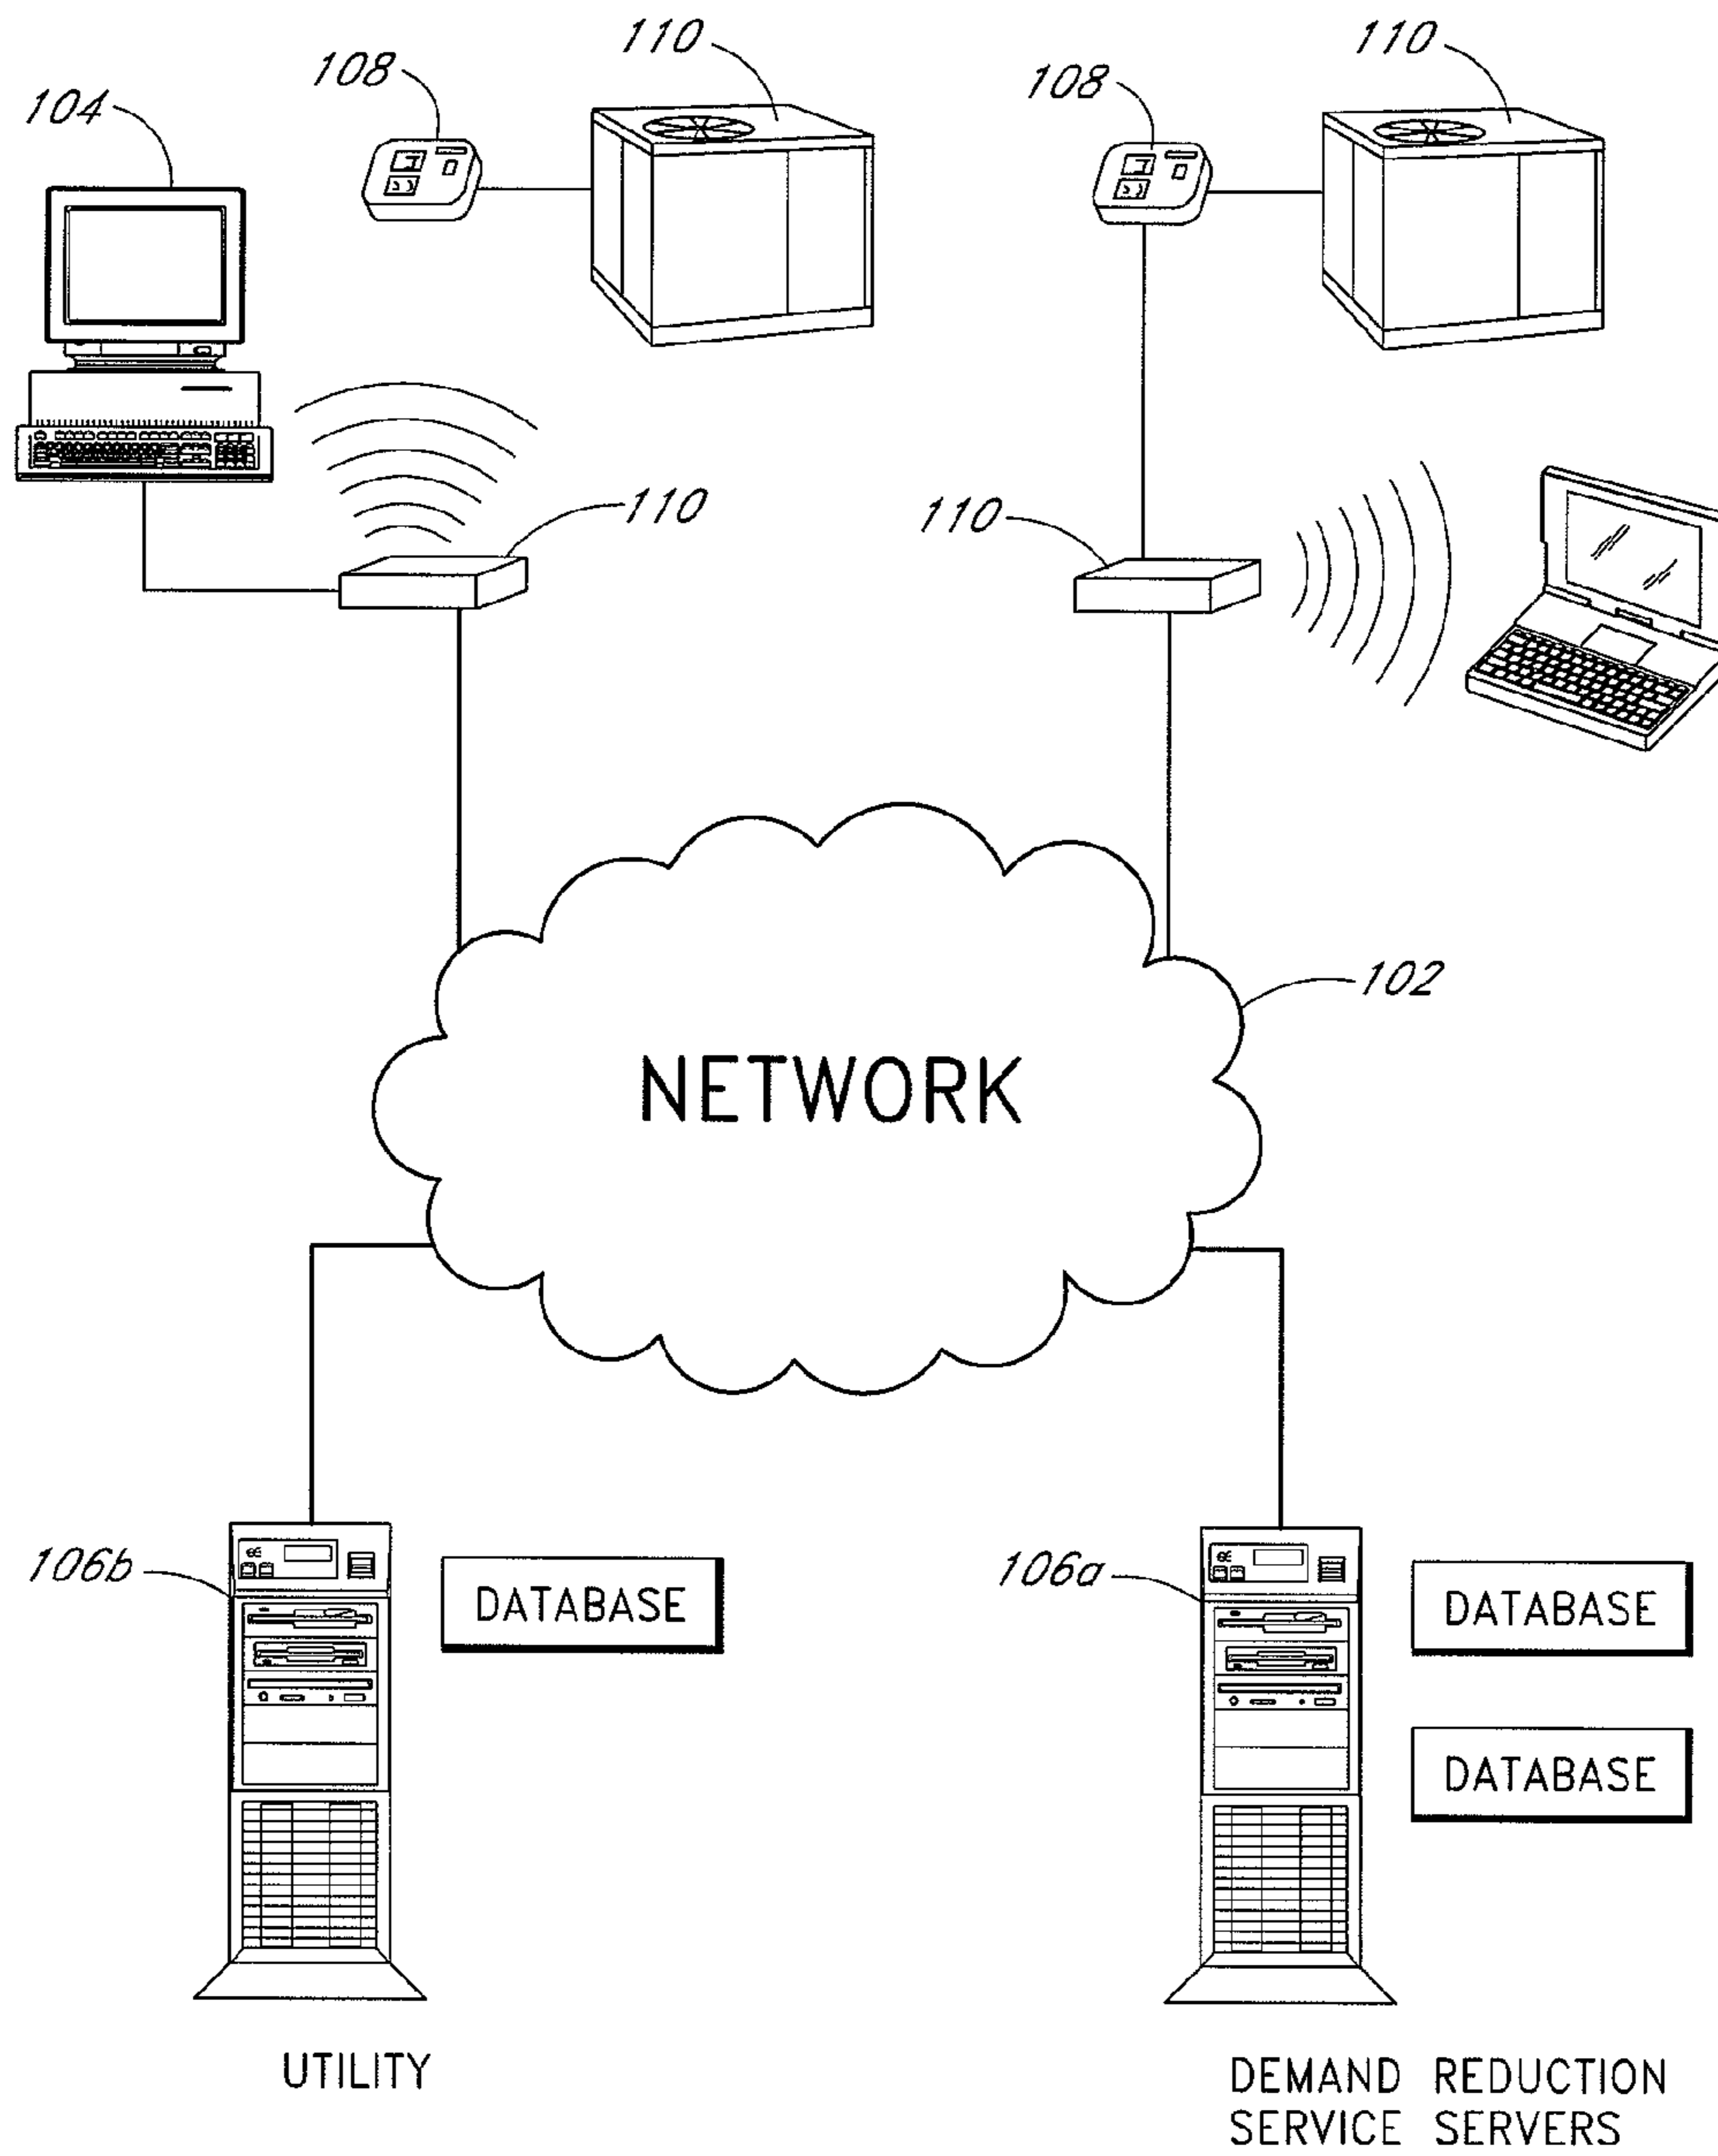 110
110
108
108
104
110
110
102
NETWORK
106b
106a
DATABASE
DATABASE
DATABASE
UTILITY
DEMAND REDUCTION
SERVICE SERVERS